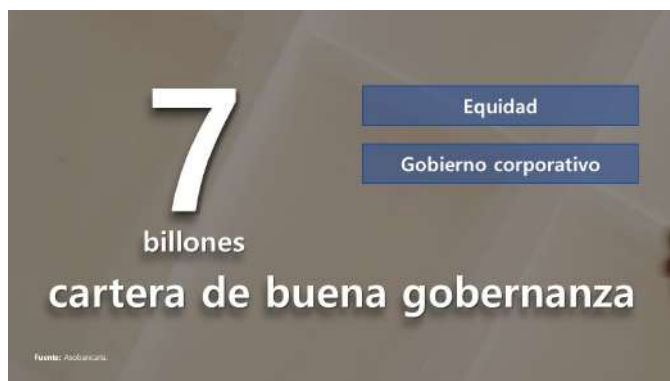 7
billones
Equidad
Gobierno corporativo
cartera de buena gobernanza
Fuente: Asobancaria.